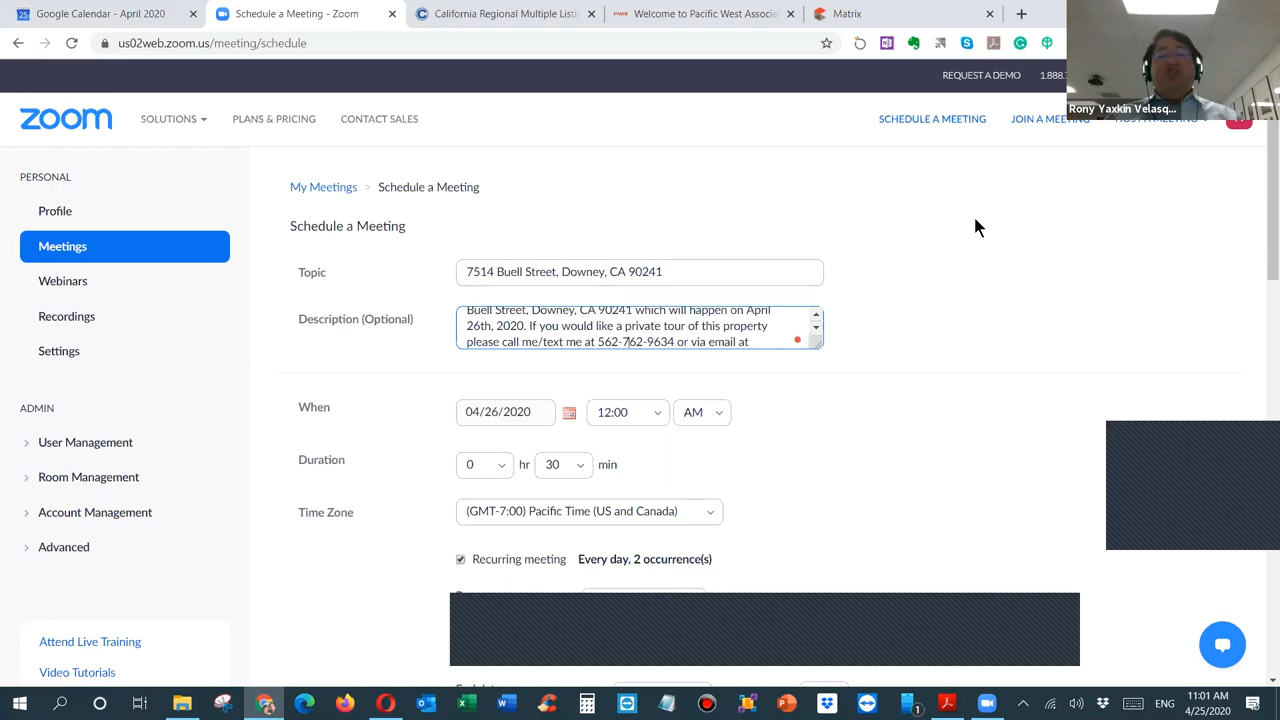 Google Calendar - April 2020
Schedule a Meeting - Zoom
California Regional Multiple Listi
Welcome to Pacific West Associa
Matrix
us02web.zoom.us/meeting/schedule
REQUEST A DEMO
1.888.
Rony Yaxkin Velasq...
zoom
SOLUTIONS
PLANS & PRICING
CONTACT SALES
SCHEDULE A MEETING
JOIN A MEETING
HOST A MEETING
PERSONAL
Profile
Meetings
Webinars
Recordings
Settings
ADMIN
User Management
Room Management
Account Management
Advanced
Attend Live Training
Video Tutorials
My Meetings > Schedule a Meeting
Schedule a Meeting
Topic
7514 Buell Street, Downey, CA 90241
Description (Optional)
Buell Street, Downey, CA 90241 which will happen on April
26th, 2020. If you would like a private tour of this property
please call me/text me at 562-762-9634 or via email at
When
04/26/2020
12:00
AM
Duration
0
hr
30
min
Time Zone
(GMT-7:00) Pacific Time (US and Canada)
Recurring meeting Every day, 2 occurrence(s)
ENG
11:01 AM
4/25/2020